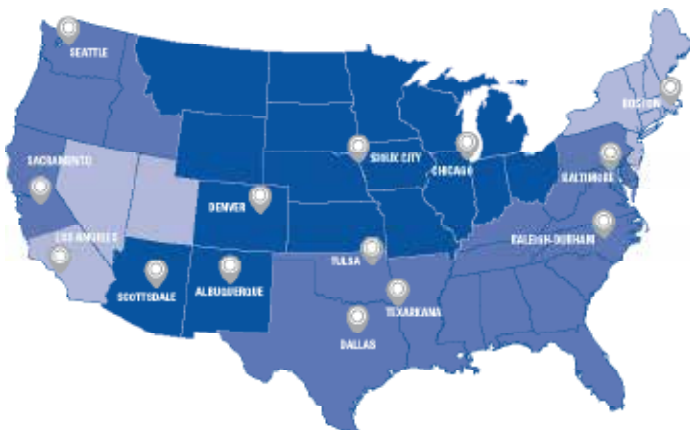 SEATTLE
BOSTON
SACRAMENTO
SIOUX CITY
CHICAGO
BALTIMORE
DENVER
LOS ANGELES
RALEIGH-DURHAM
TULSA
SCOTTSDALE
ALBUQUERQUE
TEXARKANA
DALLAS